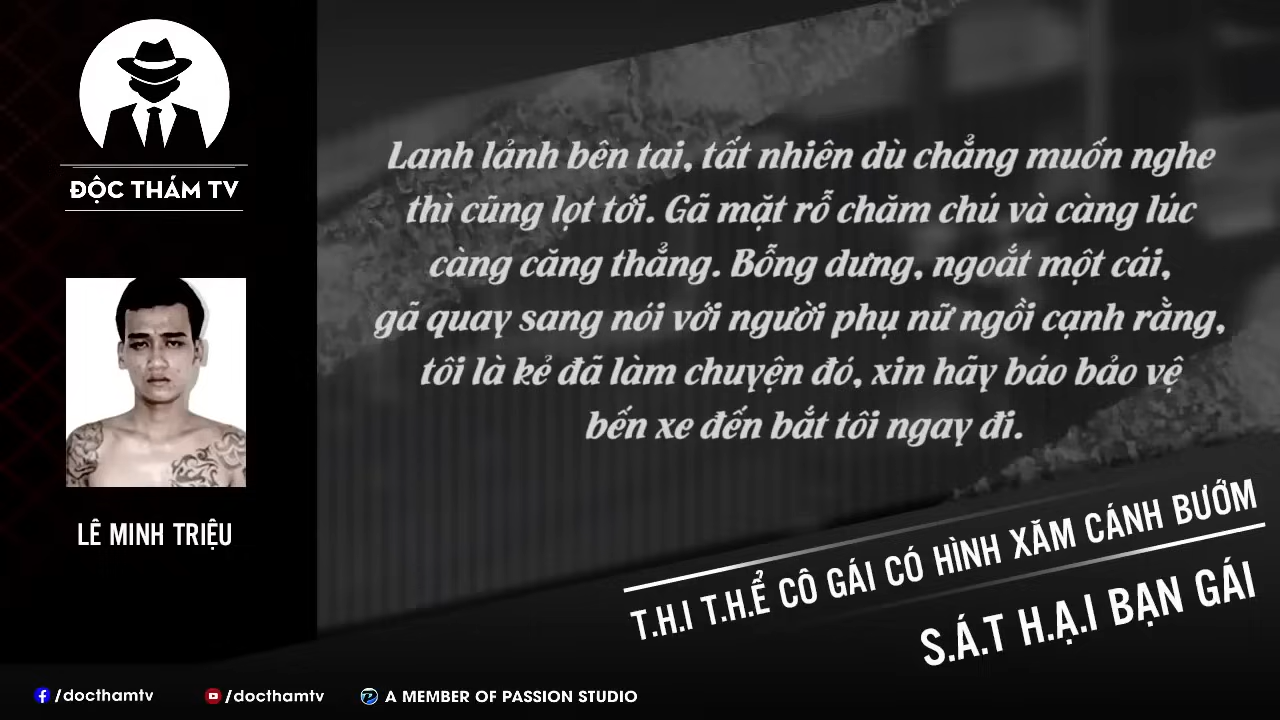 ĐỘC THÁM TV
LÊ MINH TRIỆU
Lanh lảnh bên tai, tất nhiên dù chẳng muốn nghe
thì cũng lọt tới. Gã mặt rỗ chăm chú và càng lúc
càng căng thẳng. Bỗng dưng, ngoắt một cái,
gã quay sang nói với người phụ nữ ngồi cạnh rằng,
tôi là kẻ đã làm chuyện đó, xin hãy báo bảo vệ
bến xe đến bắt tôi ngay đi.
T.H.I T.H.Ể CÔ GÁI CÓ HÌNH XĂM CÁNH BƯỚM
S.Á.T H.Ạ.I BẠN GÁI
/docthamtv /docthamtv A MEMBER OF PASSION STUDIO